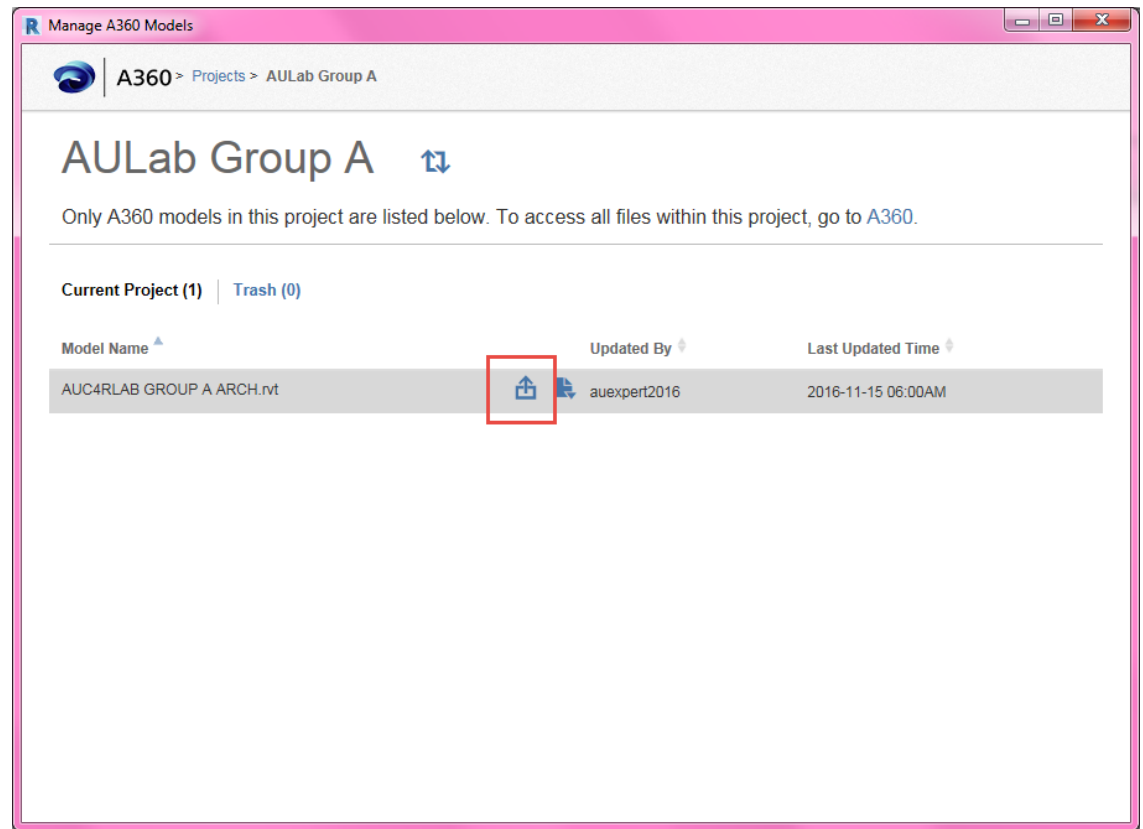 R Manage A360 Models
A360 > Projects > AULab Group A
AULab Group A
Only A360 models in this project are listed below. To access all files within this project, go to A360.
Current Project (1) Trash (0)
Model Name Updated By Last Updated Time
AUC4RLAB GROUP A ARCH.rvt auexpert2016 2016-11-15 06:00AM